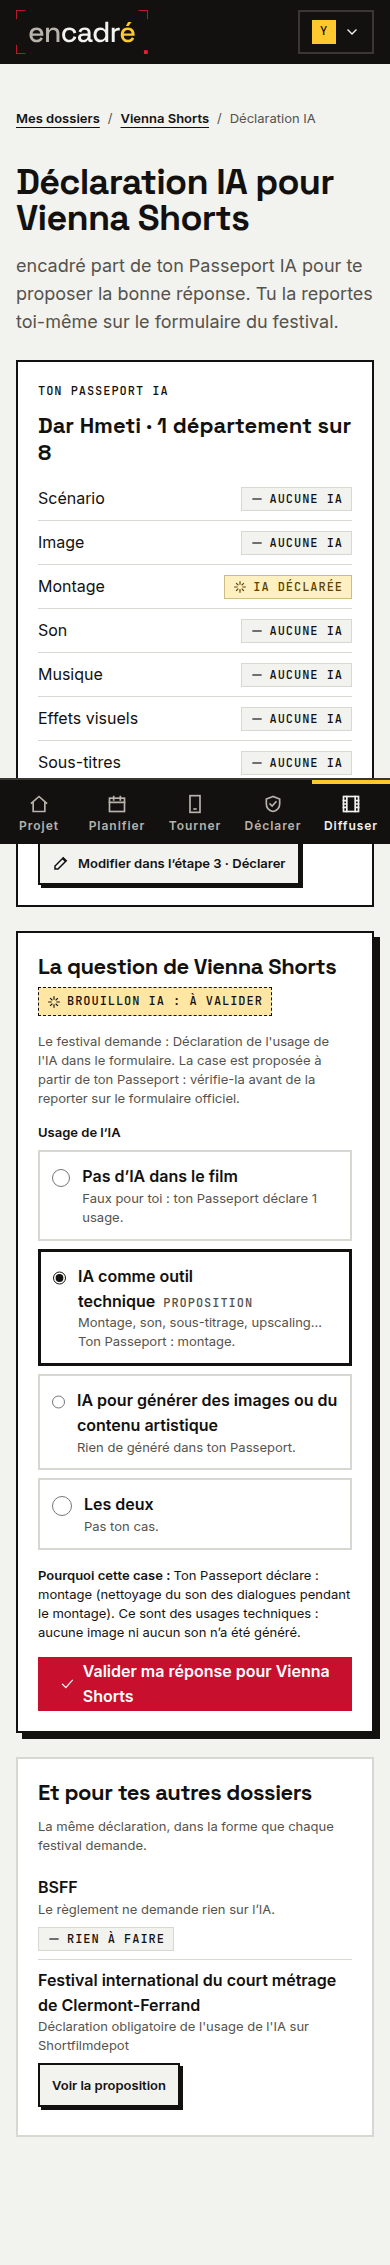 encadré
Y
Mes dossiers / Vienna Shorts / Déclaration IA
Déclaration IA pour
Vienna Shorts
encadré part de ton Passeport IA pour te
proposer la bonne réponse. Tu la reportes
toi-même sur le formulaire du festival.
TON PASSEPORT IA
Dar Hmeti · 1 département sur
8
Scénario — AUCUNE IA
Image — AUCUNE IA
Montage IA DÉCLARÉE
Son — AUCUNE IA
Musique — AUCUNE IA
Effets visuels — AUCUNE IA
Sous-titres — AUCUNE IA
Projet Planifier Tourner Déclarer Diffuser
Modifier dans l’étape 3 · Déclarer
La question de Vienna Shorts
BROUILLON IA : À VALIDER
Le festival demande : Déclaration de l'usage de
l'IA dans le formulaire. La case est proposée à
partir de ton Passeport : vérifie-la avant de la
reporter sur le formulaire officiel.
Usage de l’IA
Pas d’IA dans le film
Faux pour toi : ton Passeport déclare 1
usage.
IA comme outil
technique PROPOSITION
Montage, son, sous-titrage, upscaling…
Ton Passeport : montage.
IA pour générer des images ou du
contenu artistique
Rien de généré dans ton Passeport.
Les deux
Pas ton cas.
Pourquoi cette case : Ton Passeport déclare :
montage (nettoyage du son des dialogues pendant
le montage). Ce sont des usages techniques :
aucune image ni aucun son n’a été généré.
Valider ma réponse pour Vienna
Shorts
Et pour tes autres dossiers
La même déclaration, dans la forme que chaque
festival demande.
BSFF
Le règlement ne demande rien sur l’IA.
— RIEN À FAIRE
Festival international du court métrage
de Clermont-Ferrand
Déclaration obligatoire de l'usage de l'IA sur
Shortfilmdepot
Voir la proposition